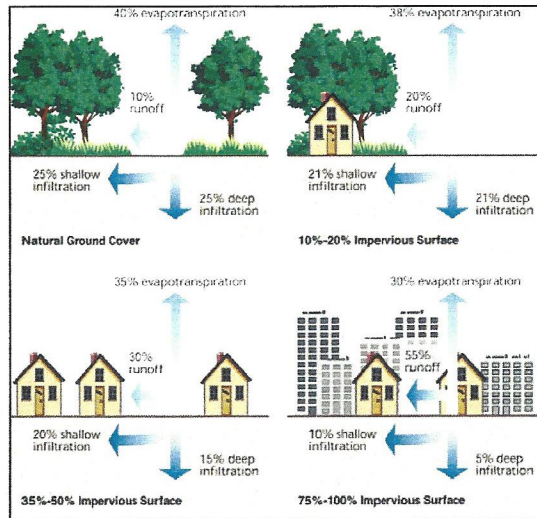 40% evapotranspiration
10%
runoff
25% shallow
infiltration
25% deep
infiltration
Natural Ground Cover
38% evapotranspiration
20%
runoff
21% shallow
infiltration
21% deep
infiltration
10%-20% Impervious Surface
35% evapotranspiration
30%
runoff
20% shallow
infiltration
15% deep
infiltration
35%-50% Impervious Surface
30% evapotranspiration
55%
runoff
10% shallow
infiltration
5% deep
infiltration
75%-100% Impervious Surface